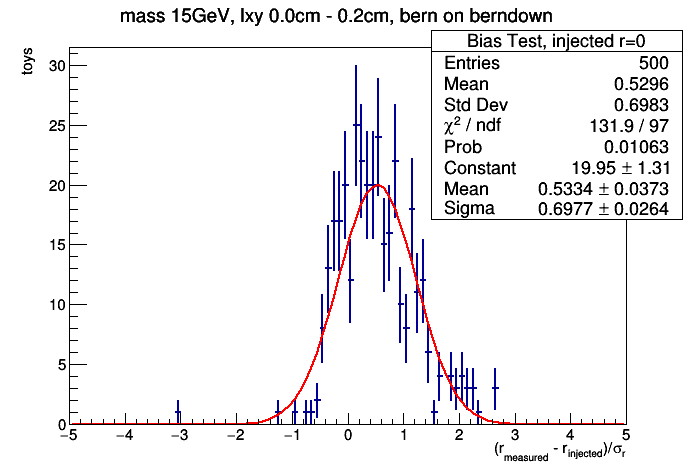 mass 15GeV, lxy 0.0cm - 0.2cm, bern on berndown
toys
Bias Test, injected r=0
Entries 500
Mean 0.5296
Std Dev 0.6983
χ² / ndf 131.9 / 97
Prob 0.01063
Constant 19.95 ± 1.31
Mean 0.5334 ± 0.0373
Sigma 0.6977 ± 0.0264
30
25
20
15
10
5
0
−5 −4 −3 −2 −1 0 1 2 3 4 5
(r_measured - r_injected)/σ_r